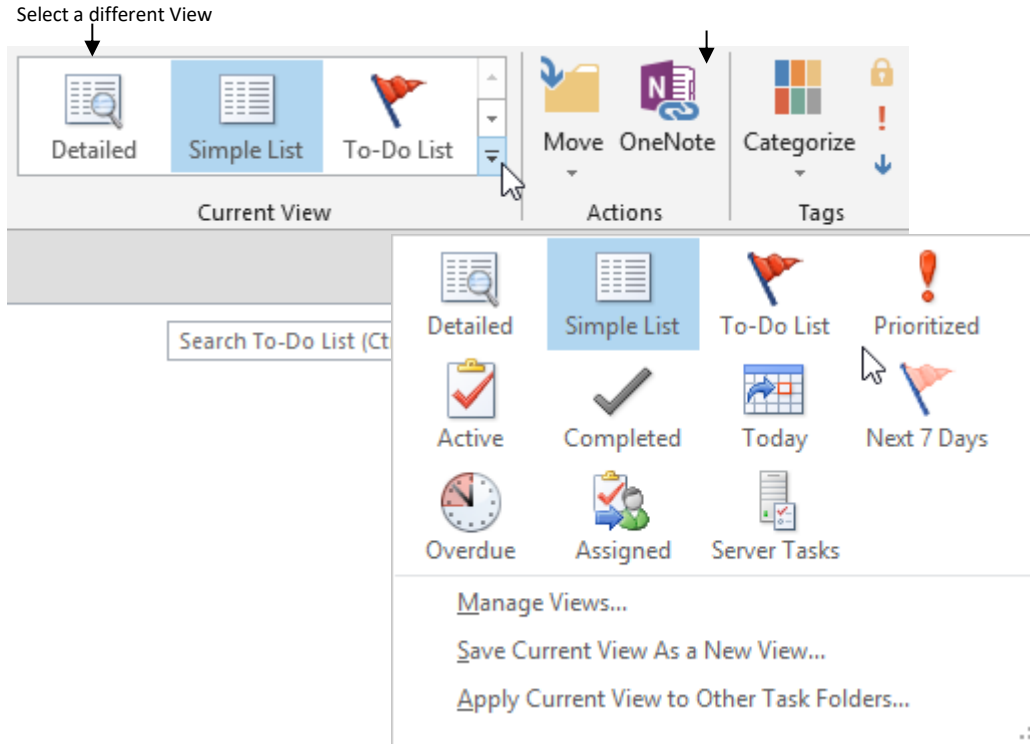 Select a different View
Detailed Simple List To-Do List Move OneNote Categorize
Current View Actions Tags
Detailed Simple List To-Do List Prioritized
Search To-Do List (Ct
Active Completed Today Next 7 Days
Overdue Assigned Server Tasks
Manage Views...
Save Current View As a New View...
Apply Current View to Other Task Folders...